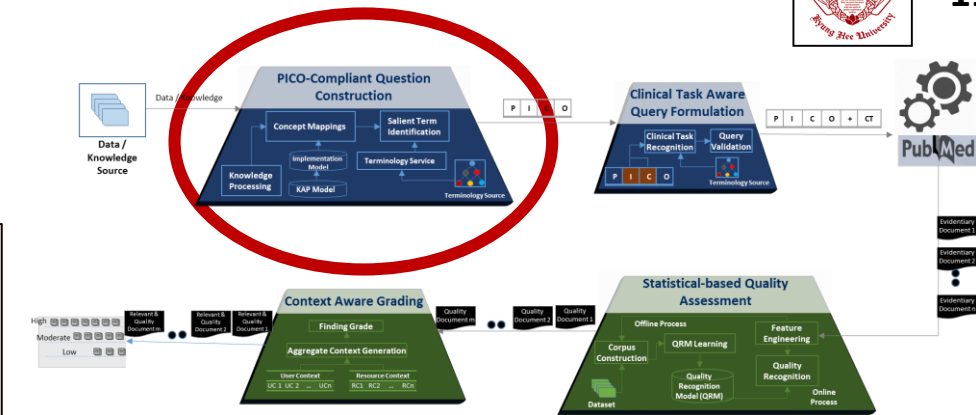 Kyung Hee University
PICO-Compliant Question
Construction
Data / Knowledge
Data /
Knowledge
Source
Concept Mappings
Salient Term
Identification
Implementation
Model
Terminology Service
Knowledge
Processing
KAP Model
Terminology Source
P I C O
Clinical Task Aware
Query Formulation
Clinical Task
Recognition
Query
Validation
P I C O
Terminology Source
P I C O + CT
PubMed
Evidentiary
Document 1
Evidentiary
Document 2
Evidentiary
Document n
Statistical-based Quality
Assessment
Offline Process
Corpus
Construction
QRM Learning
Feature
Engineering
Quality
Recognition
Quality
Recognition
Model (QRM)
Dataset
Online
Process
Quality
Document m
Quality
Document 2
Quality
Document 1
Context Aware Grading
Finding Grade
Aggregate Context Generation
User Context
UC 1 UC 2 ... UCn
Resource Context
RC1 RC2 ... RCn
Relevant &
Quality
Document m
Relevant &
Quality
Document 2
Relevant &
Quality
Document 1
High
Moderate
Low